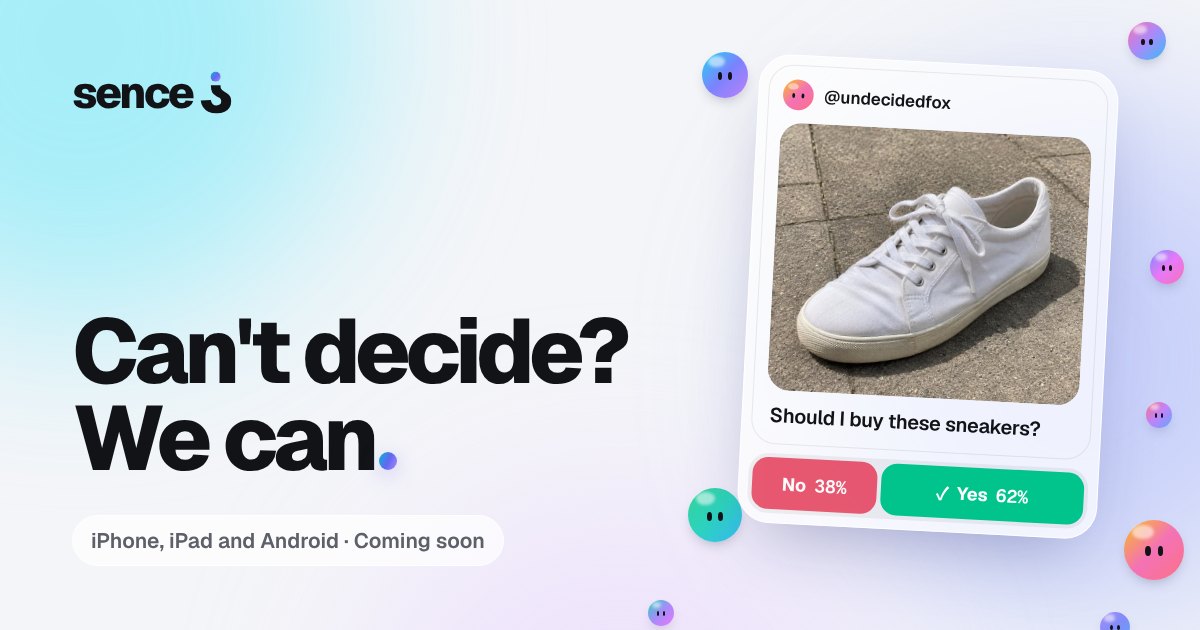 sence
Can't decide?
We can.
iPhone, iPad and Android · Coming soon
@undecidedfox
Should I buy these sneakers?
No 38%
✓ Yes 62%